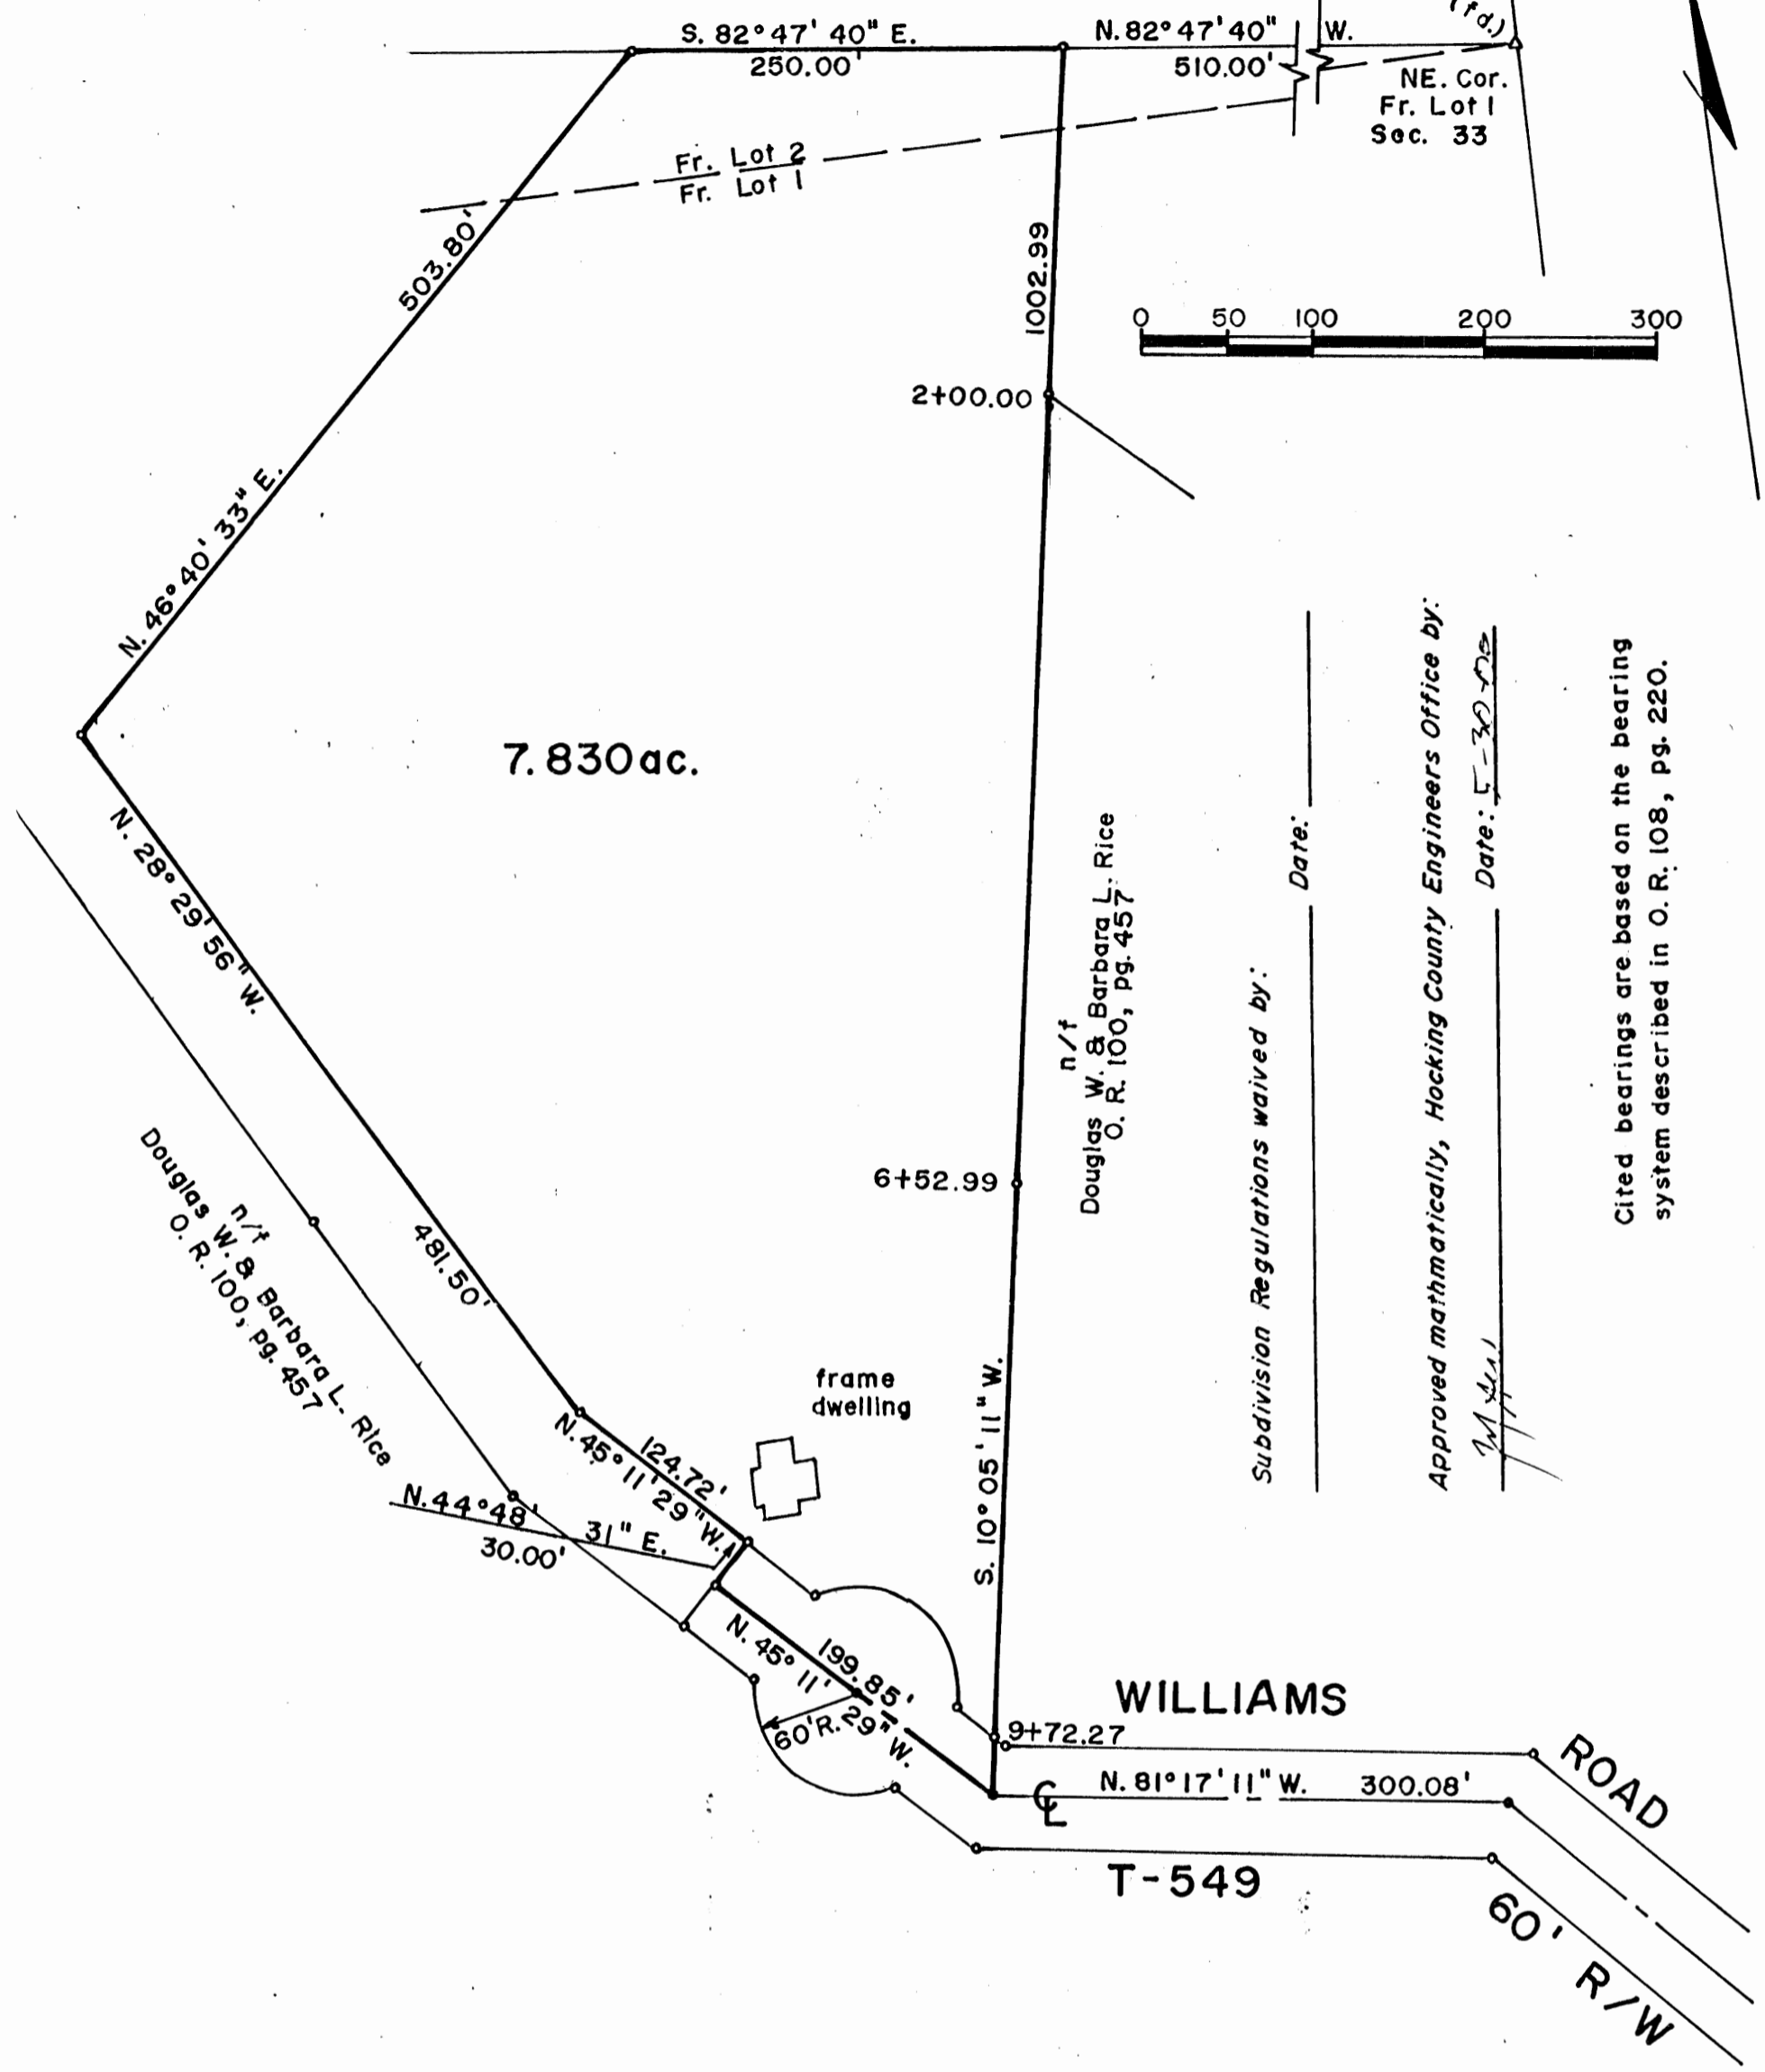 fd.)
S. 82°47'40" E.
250.00'
N. 82°47'40" W.
510.00'
NE. Cor.
Fr. Lot 1
Sec. 33
Fr. Lot 2
Fr. Lot 1
503.80'
N. 46°40'33" E.
1002.99
2+00.00
0 50 100 200 300
7.830 ac.
N. 28°29'56" W.
481.50'
n/f
Douglas W. & Barbara L. Rice
O. R. 100, pg. 457
6+52.99
n/f
Douglas W. & Barbara L. Rice
O. R. 100, pg. 457
Subdivision Regulations waived by:
Date:
Approved mathmatically, Hocking County Engineers Office by:
Date:
Cited bearings are based on the bearing
system described in O. R. 108, pg. 220.
frame
dwelling
124.72'
N. 45°11'29" W.
N. 44°48'31" E.
30.00'
S. 10°05'11" W.
199.85'
N. 45°11'29" W.
60'R.
9+72.27
WILLIAMS ROAD
N. 81°17'11" W. 300.08'
T-549
60' R/W